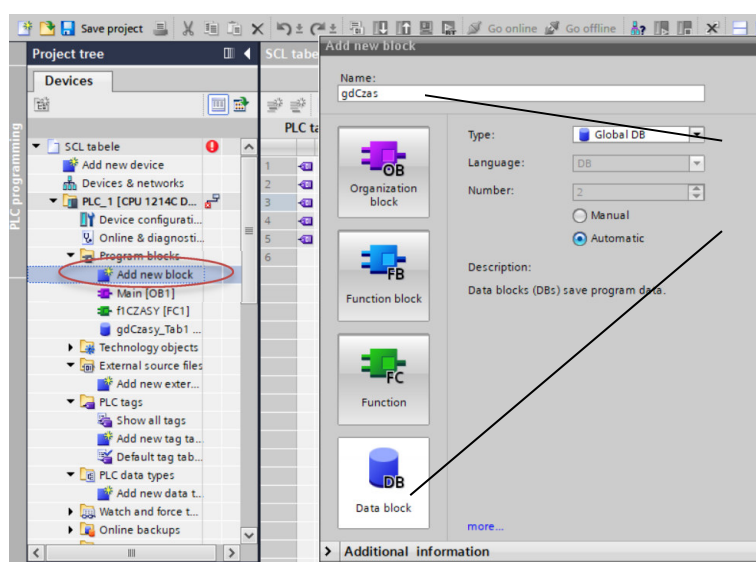 Save project
Go online
Go offline
Project tree
Devices
PLC programming
SCL tabele
Add new device
Devices & networks
PLC_1 [CPU 1214C D...
Device configurati...
Online & diagnosti...
Program blocks
Add new block
Main [OB1]
f1CZASY [FC1]
gdCzasy_Tab1 ...
Technology objects
External source files
Add new exter...
PLC tags
Show all tags
Add new tag ta...
Default tag tab...
PLC data types
Add new data t...
Watch and force t...
Online backups
SCL tabe
PLC ta
1
2
3
4
5
6
Add new block
Name:
gdCzas
OB
Organization
block
FB
Function block
FC
Function
DB
Data block
Type:
Global DB
Language:
DB
Number:
2
Manual
Automatic
Description:
Data blocks (DBs) save program data.
more...
Additional information